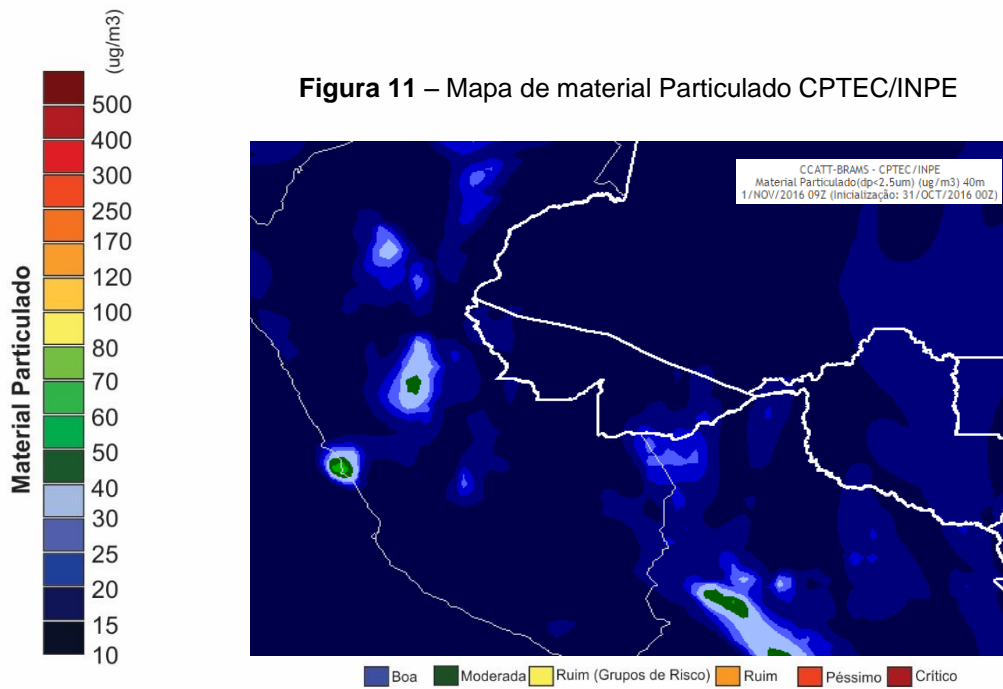 Figura 11 – Mapa de material Particulado CPTEC/INPE
(ug/m3)
Material Particulado
500
400
300
250
170
120
100
80
70
60
50
40
30
25
20
15
10
CCATT-BRAMS - CPTEC/INPE
Material Particulado(dp<2.5um) (ug/m3) 40m
1/NOV/2016 09Z (Inicialização: 31/OCT/2016 00Z)
Boa Moderada Ruim (Grupos de Risco) Ruim Péssimo Crítico